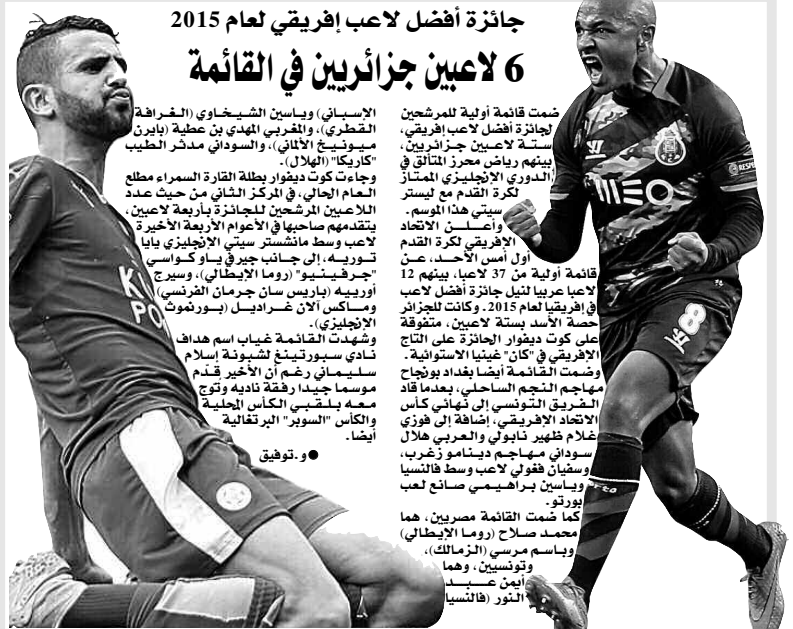 جائزة أفضل لاعب إفريقي لعام 2015
6 لاعبين جزائريين في القائمة
ضمت قائمة أولية للمرشحين
لجائزة أفضل لاعب إفريقي،
ستة لاعبين جزائريين،
بينهم رياض محرز المتألق في
الدوري الإنجليزي الممتاز
لكرة القدم مع ليستر
سيتي هذا الموسم.
وأعلن الاتحاد
الإفريقي لكرة القدم
أول أمس الأحد، عن
قائمة أولية من 37 لاعبا، بينهم 12
لاعبا عربيا لنيل جائزة أفضل لاعب
في إفريقيا لعام 2015. وكانت للجزائر
حصة الأسد بستة لاعبين، متفوقة
على كوت ديفوار الحائزة على التاج
الإفريقي في "كان" غينيا الاستوائية.
وضمت القائمة أيضا بغداد بونجاح
مهاجم النجم الساحلي، بعدما قاد
الفريق التونسي إلى نهائي كأس
الاتحاد الإفريقي، إضافة إلى فوزي
غلام ظهير نابولي والعربي هلال
سوداني مهاجم دينامو زغرب،
وسفيان فغولي لاعب وسط فالنسيا
وياسين براهيمي صانع لعب
بورتو.
كما ضمت القائمة مصريين، هما
محمد صلاح (روما الإيطالي)
وباسم مرسي (الزمالك)،
وتونسيين، وهما
أيمن عبد
النور (فالنسيا
الإسباني) وياسين الشيخاوي (الغرافة
القطري)، والمغربي المهدي بن عطية (بايرن
ميونيخ الألماني)، والسوداني مدثر الطيب
"كاريكا" (الهلال).
وجاءت كوت ديفوار بطلة القارة السمراء مطلع
العام الحالي، في المركز الثاني من حيث عدد
اللاعبين المرشحين للجائزة بأربعة لاعبين،
يتقدمهم صاحبها في الأعوام الأربعة الأخيرة
لاعب وسط مانشستر سيتي الإنجليزي يايا
توريه، إلى جانب جيرفي ياو كواسي
"جرفينيو" (روما الإيطالي)، وسيرج
أورييه (باريس سان جرمان الفرنسي)
وماكس آلان غراديل (بورنموث
الإنجليزي).
وشهدت القائمة غياب اسم هداف
نادي سبورتينغ لشبونة إسلام
سليماني رغم أن الأخير قدّم
موسما جيدا رفقة ناديه وتوج
معه بلقبي الكأس المحلية
والكأس "السوبر" البرتغالية
أيضا.
●و.توفيق
MEO
8
RESPECT